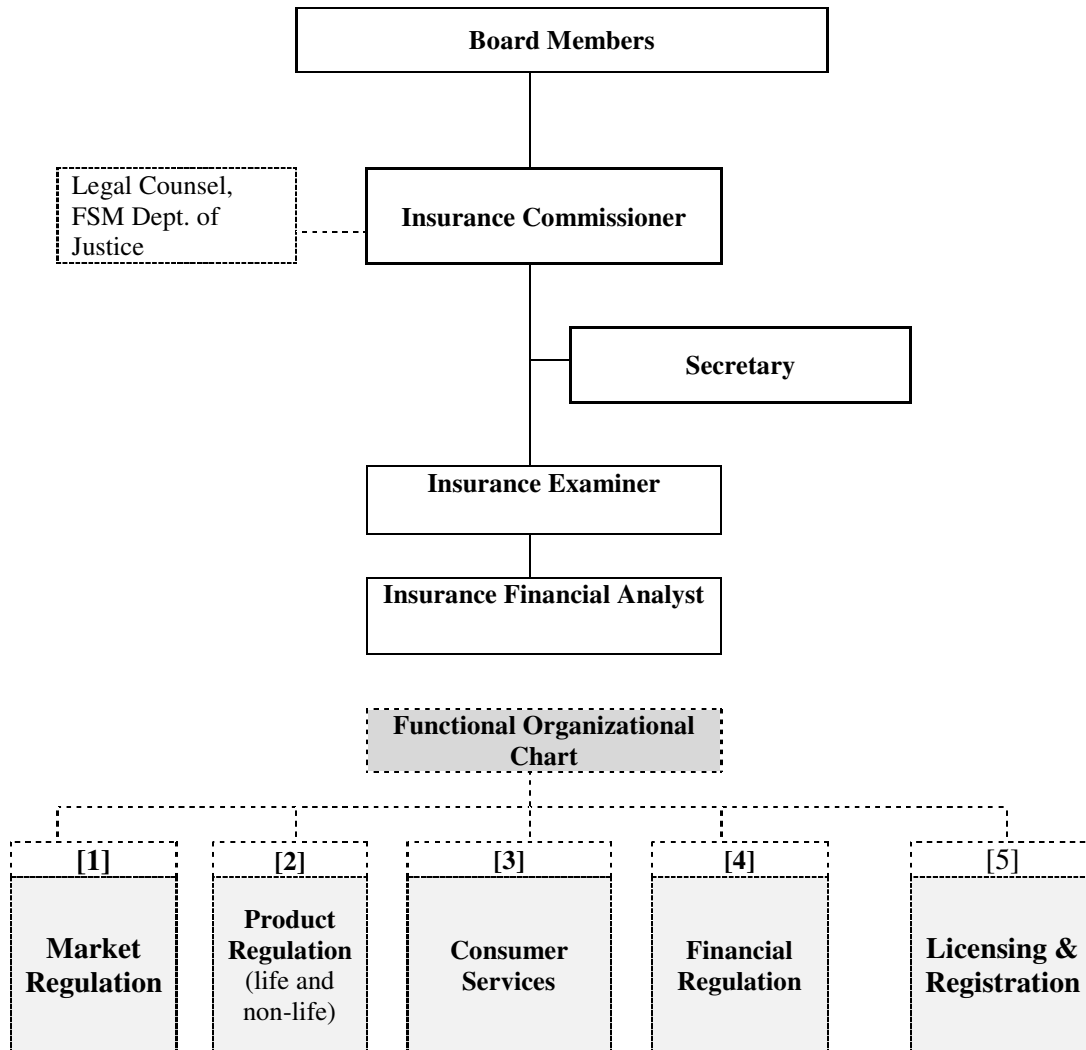 Board Members
Legal Counsel,
FSM Dept. of
Justice
Insurance Commissioner
Secretary
Insurance Examiner
Insurance Financial Analyst
Functional Organizational
Chart
[1]
Market
Regulation
[2]
Product
Regulation
(life and
non-life)
[3]
Consumer
Services
[4]
Financial
Regulation
[5]
Licensing &
Registration